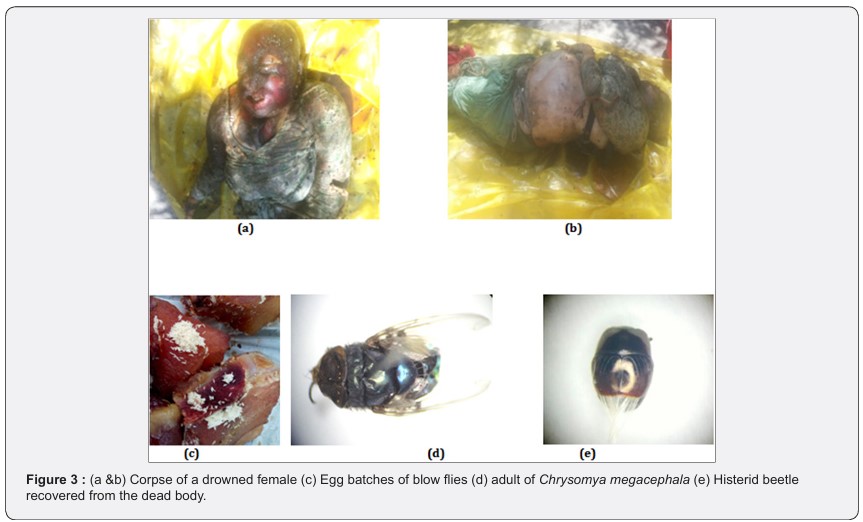 (a)
(b)
(c)
(d)
(e)
Figure 3 : (a &b) Corpse of a drowned female (c) Egg batches of blow flies (d) adult of Chrysomya megacephala (e) Histerid beetle
recovered from the dead body.